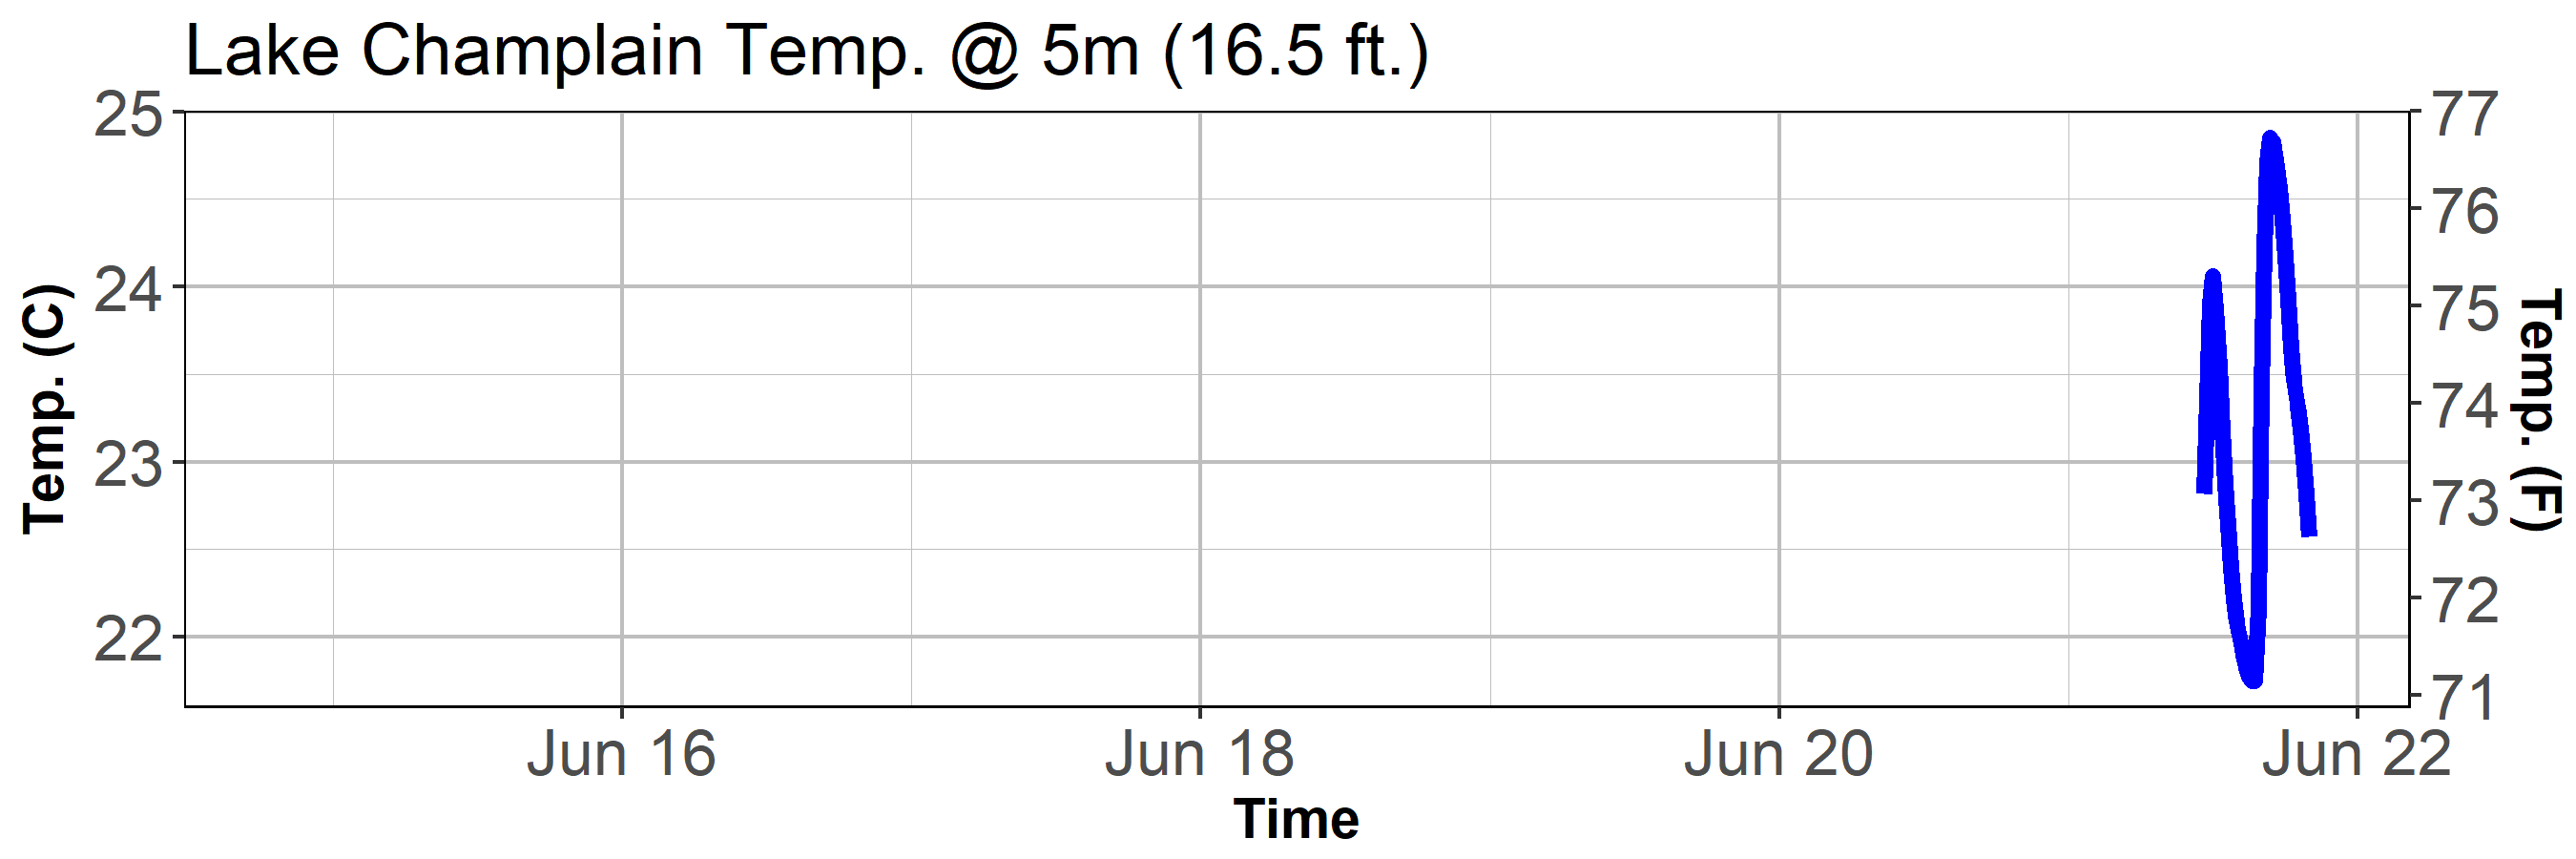 Lake Champlain Temp. @ 5m (16.5 ft.)
25
24
23
22
Temp. (C)
77
76
75
74
73
72
71
Temp. (F)
Jun 16
Jun 18
Jun 20
Jun 22
Time